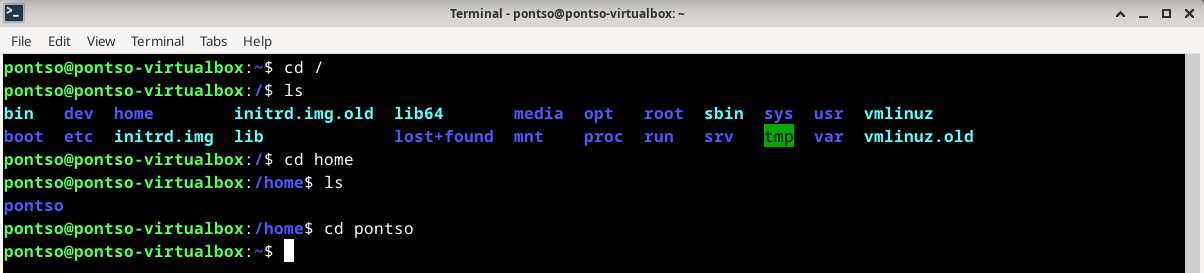 Terminal - pontso@pontso-virtualbox: ~
File Edit View Terminal Tabs Help
pontso@pontso-virtualbox:~$ cd /
pontso@pontso-virtualbox:/$ ls
bin dev home initrd.img.old lib64 media opt root sbin sys usr vmlinuz
boot etc initrd.img lib lost+found mnt proc run srv tmp var vmlinuz.old
pontso@pontso-virtualbox:/$ cd home
pontso@pontso-virtualbox:/home$ ls
pontso
pontso@pontso-virtualbox:/home$ cd pontso
pontso@pontso-virtualbox:~$